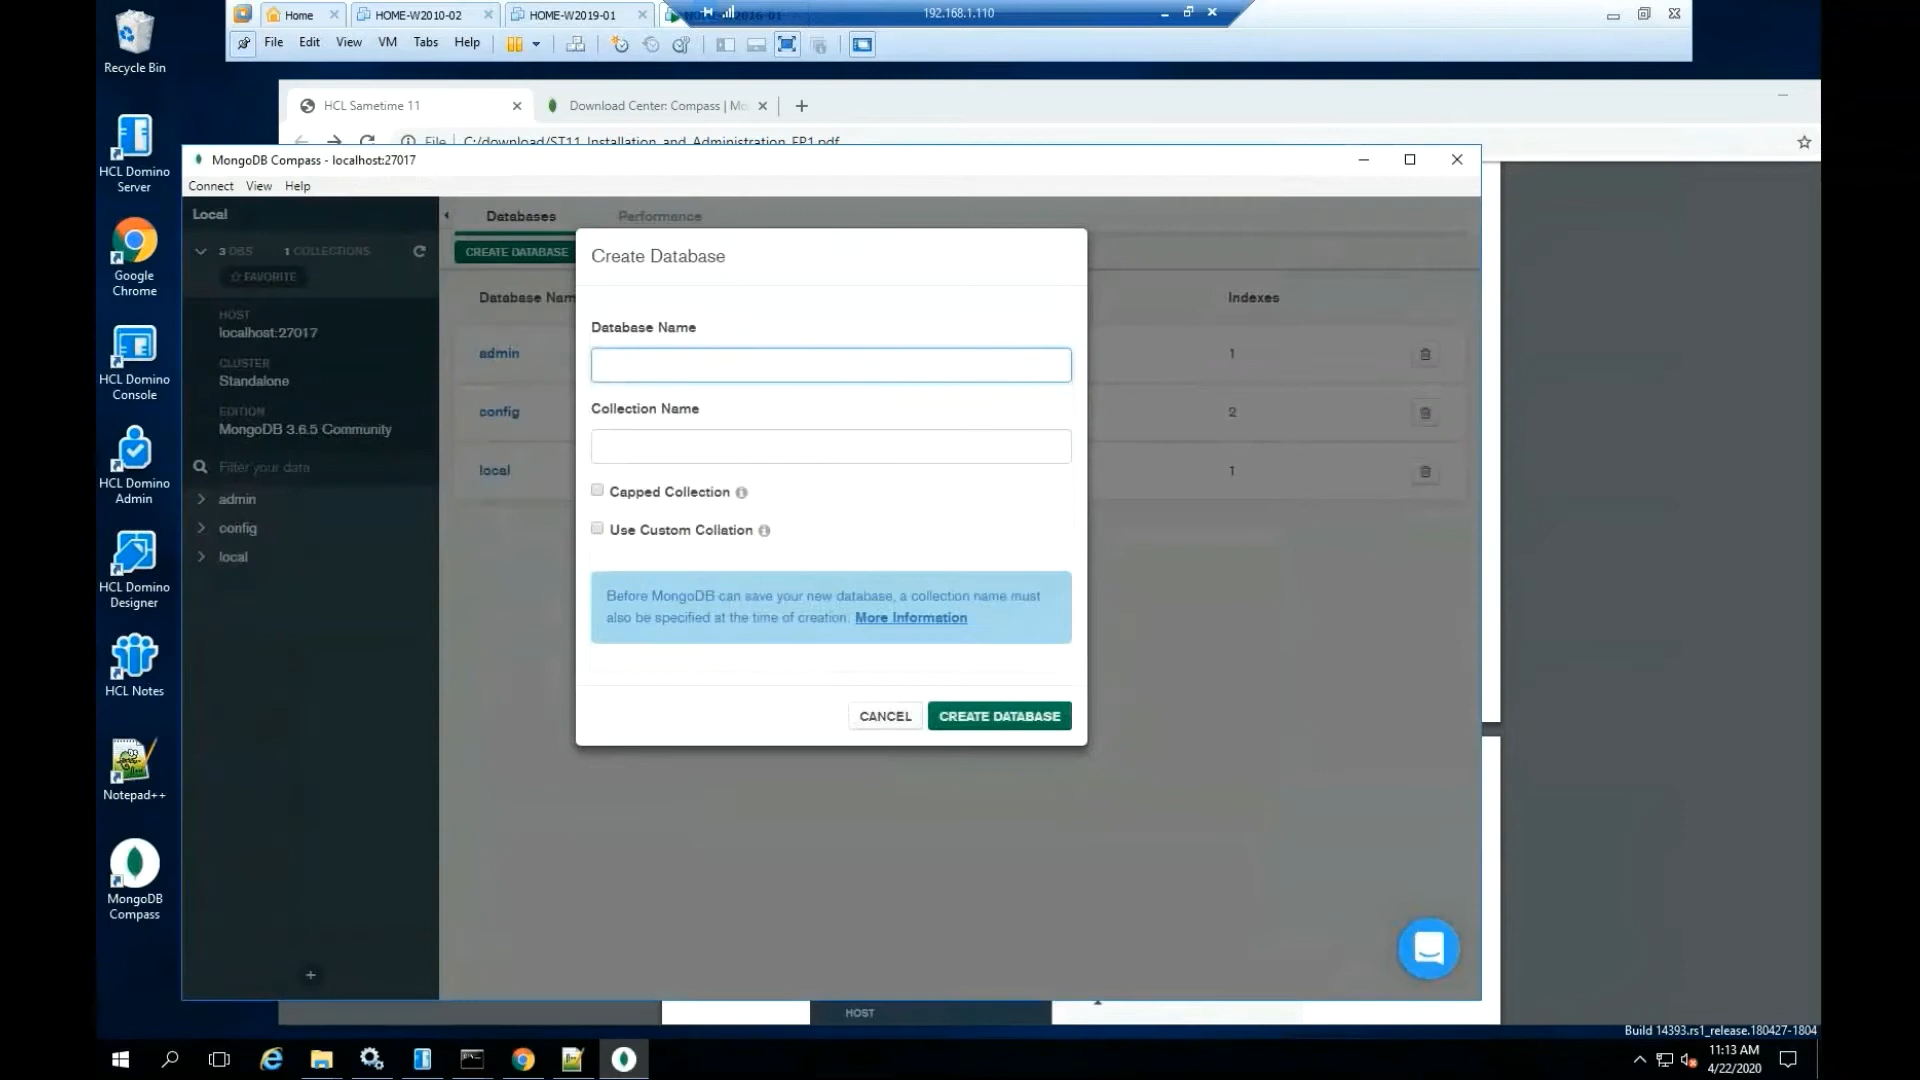 Recycle Bin
HCL Domino
Server
Google
Chrome
HCL Domino
Console
HCL Domino
Admin
HCL Domino
Designer
HCL Notes
Notepad++
MongoDB
Compass
Home
HOME-W2010-02
HOME-W2019-01
192.168.1.110
File Edit View VM Tabs Help
HCL Sametime 11
Download Center: Compass | Mo
File C:/download/ST11_Installation_and_Administration_FP1.pdf
MongoDB Compass - localhost:27017
Connect View Help
Local
3 DBS 1 COLLECTIONS
FAVORITE
HOST
localhost:27017
CLUSTER
Standalone
EDITION
MongoDB 3.6.5 Community
Filter your data
admin
config
local
Databases Performance
CREATE DATABASE
Database Nam
Indexes
admin 1
config 2
local 1
Create Database
Database Name
Collection Name
Capped Collection
Use Custom Collation
Before MongoDB can save your new database, a collection name must
also be specified at the time of creation. More Information
CANCEL CREATE DATABASE
HOST
Build 14393.rs1_release.180427-1804
11:13 AM
4/22/2020